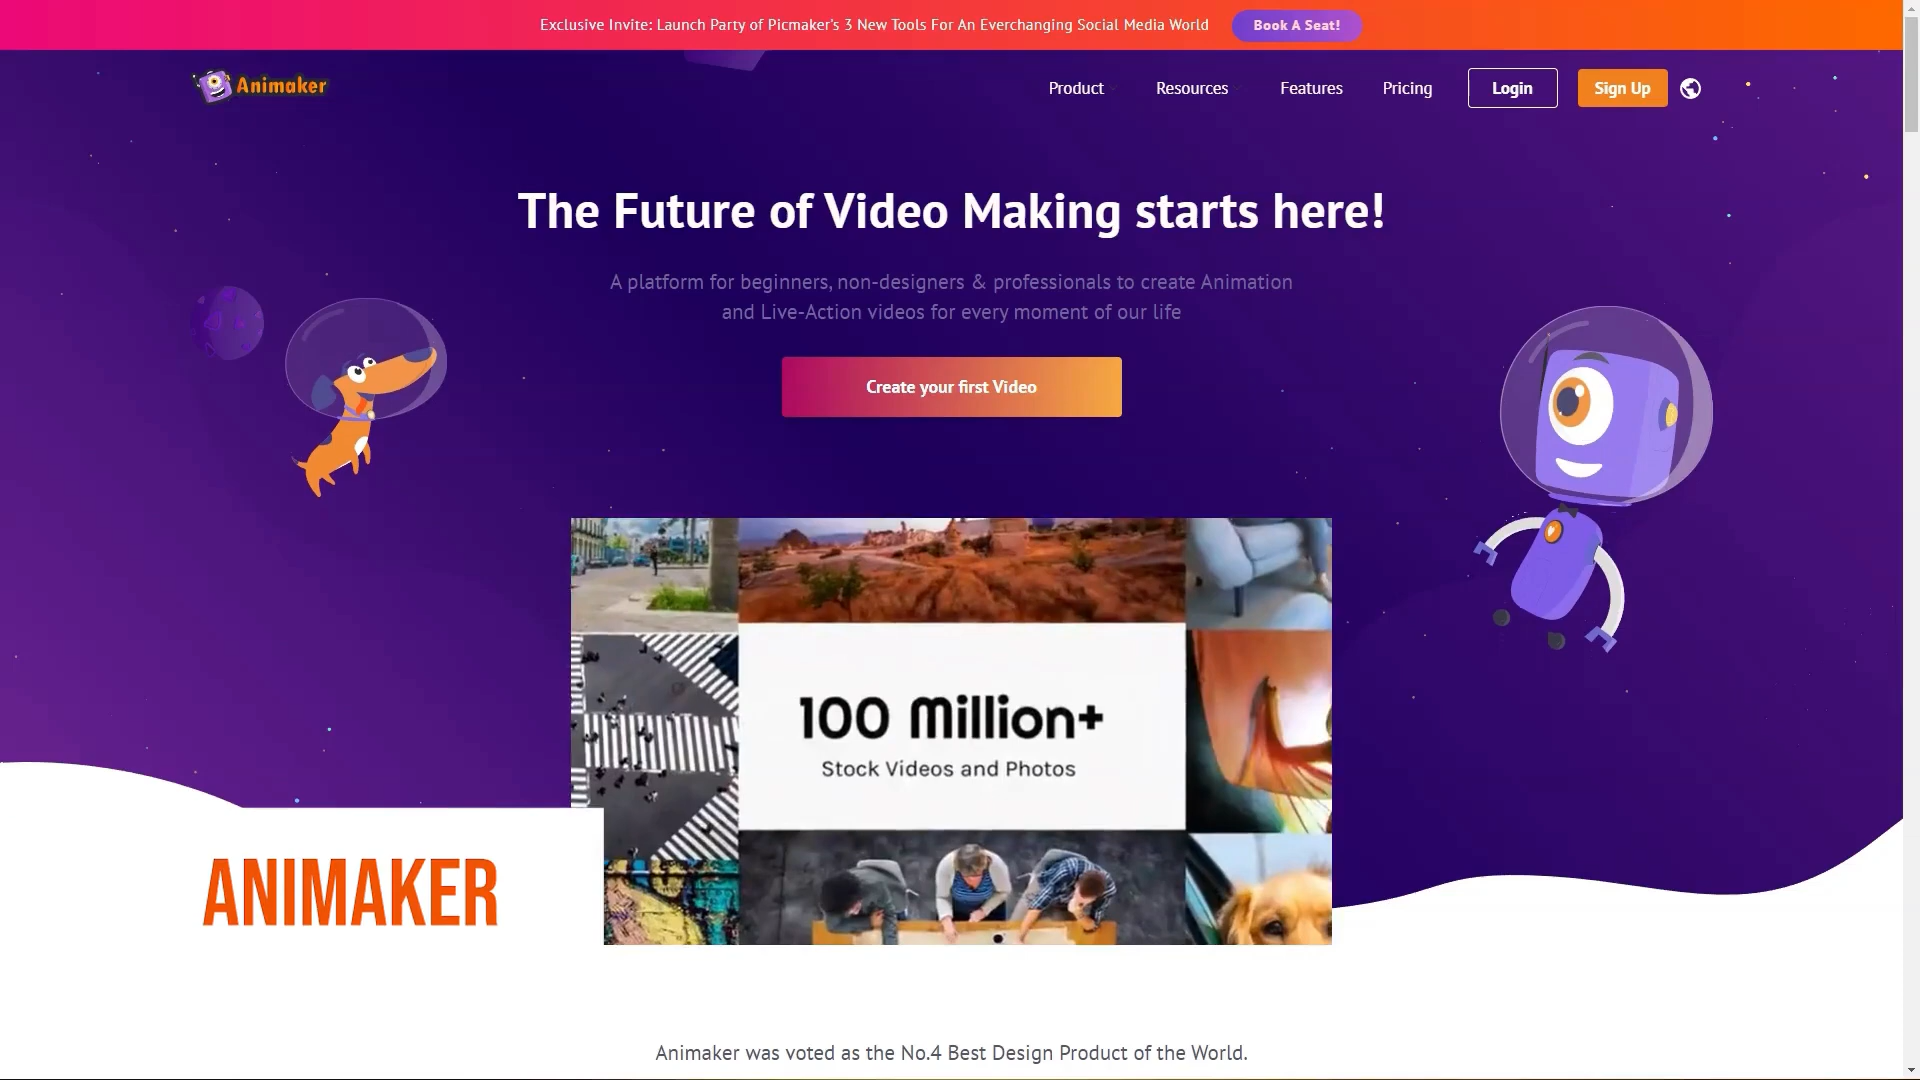 Exclusive Invite: Launch Party of Picmaker's 3 New Tools For An Everchanging Social Media World
Book A Seat!
Animaker
Product
Resources
Features
Pricing
Login
Sign Up
The Future of Video Making starts here!
A platform for beginners, non-designers & professionals to create Animation
and Live-Action videos for every moment of our life
Create your first Video
100 Million+
Stock Videos and Photos
ANIMAKER
Animaker was voted as the No.4 Best Design Product of the World.